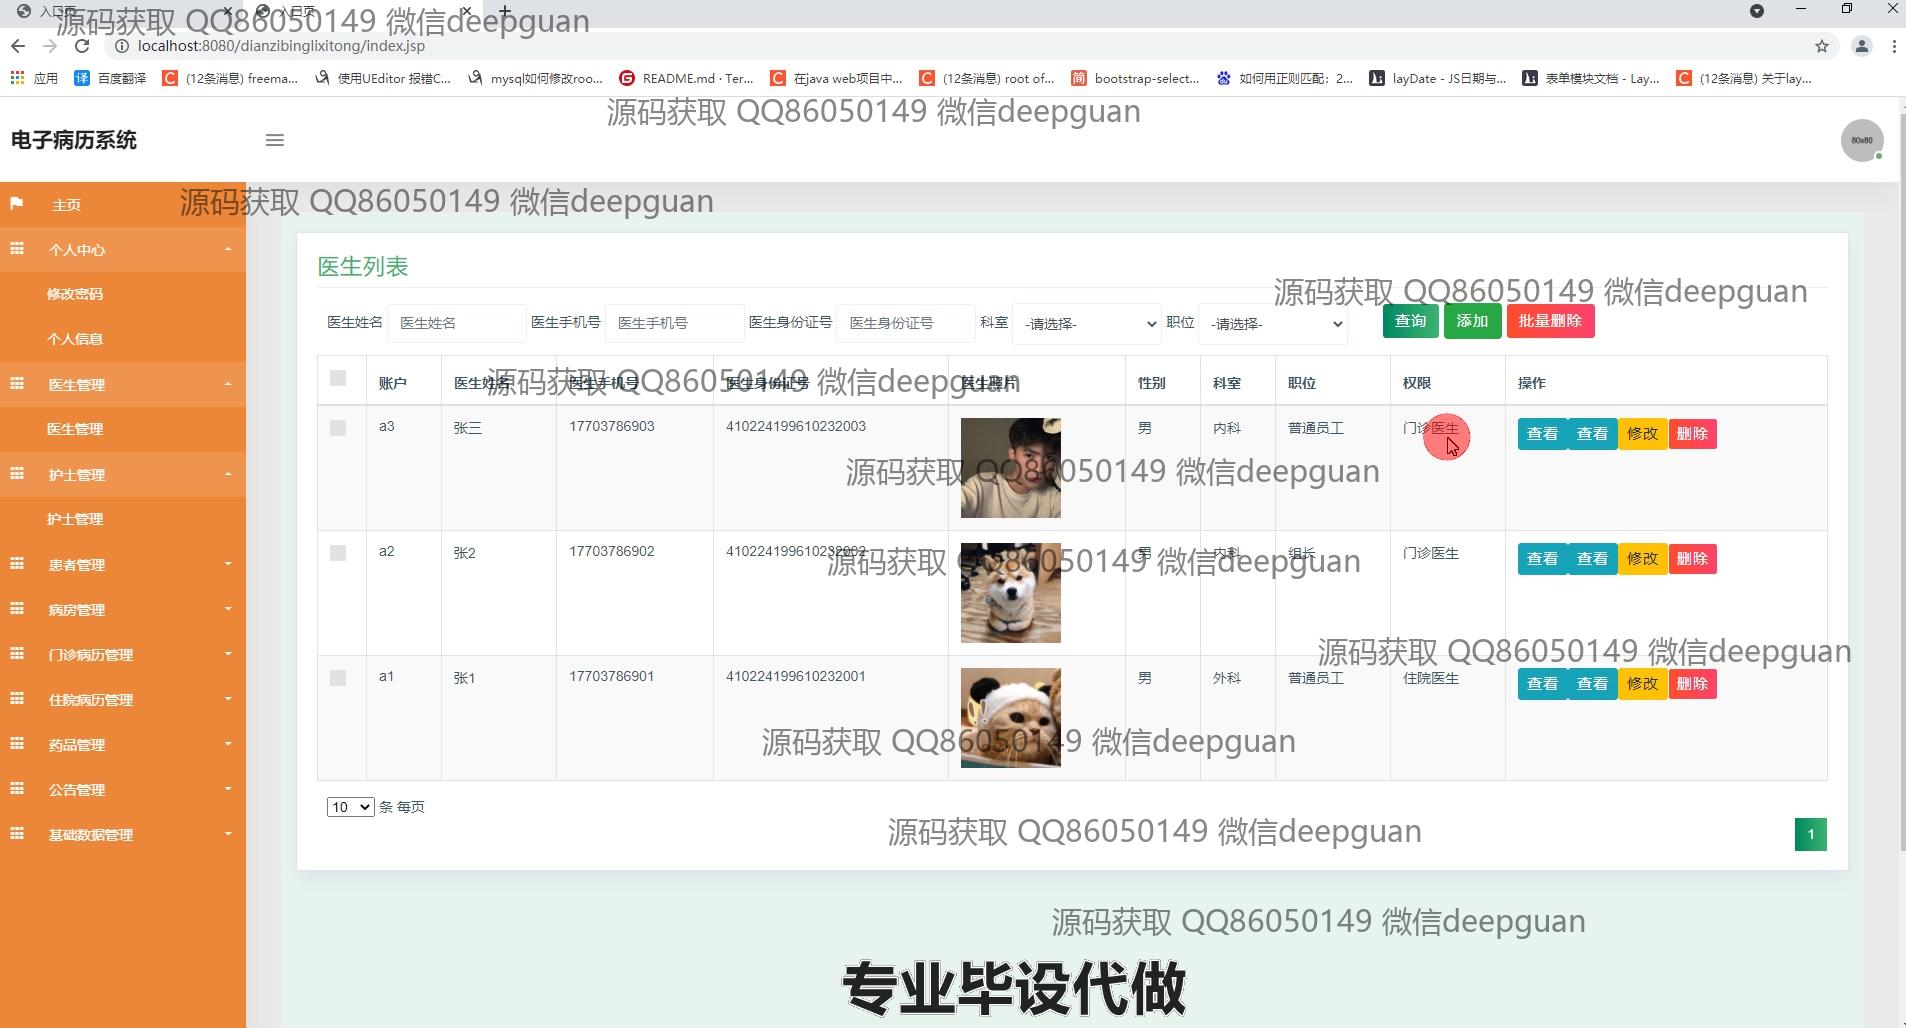 入口页
入口页
源码获取 QQ86050149 微信deepguan
localhost:8080/dianzibinglixitong/index.jsp
应用
百度翻译
(12条消息) freema...
使用UEditor 报错C...
mysql如何修改roo...
README.md · Ter...
在java web项目中...
(12条消息) root of...
bootstrap-select...
如何用正则匹配：2...
layDate - JS日期与...
表单模块文档 - Lay...
(12条消息) 关于lay...
源码获取 QQ86050149 微信deepguan
电子病历系统
80x80
主页
源码获取 QQ86050149 微信deepguan
个人中心
修改密码
个人信息
医生管理
医生管理
护士管理
护士管理
患者管理
病房管理
门诊病历管理
住院病历管理
药品管理
公告管理
基础数据管理
医生列表
源码获取 QQ86050149 微信deepguan
医生姓名 医生姓名 医生手机号 医生手机号 医生身份证号 医生身份证号 科室 -请选择- 职位 -请选择- 查询 添加 批量删除
账户 医生姓名 医生手机号 医生身份证号 医生照片 性别 科室 职位 权限 操作
源码获取 QQ86050149 微信deepguan
a3 张三 17703786903 410224199610232003 男 内科 普通员工 门诊医生 查看 查看 修改 删除
源码获取 QQ86050149 微信deepguan
a2 张2 17703786902 410224199610232002 男 内科 组长 门诊医生 查看 查看 修改 删除
源码获取 QQ86050149 微信deepguan
源码获取 QQ86050149 微信deepguan
a1 张1 17703786901 410224199610232001 男 外科 普通员工 住院医生 查看 查看 修改 删除
源码获取 QQ86050149 微信deepguan
10 条 每页
源码获取 QQ86050149 微信deepguan
1
源码获取 QQ86050149 微信deepguan
专业毕设代做